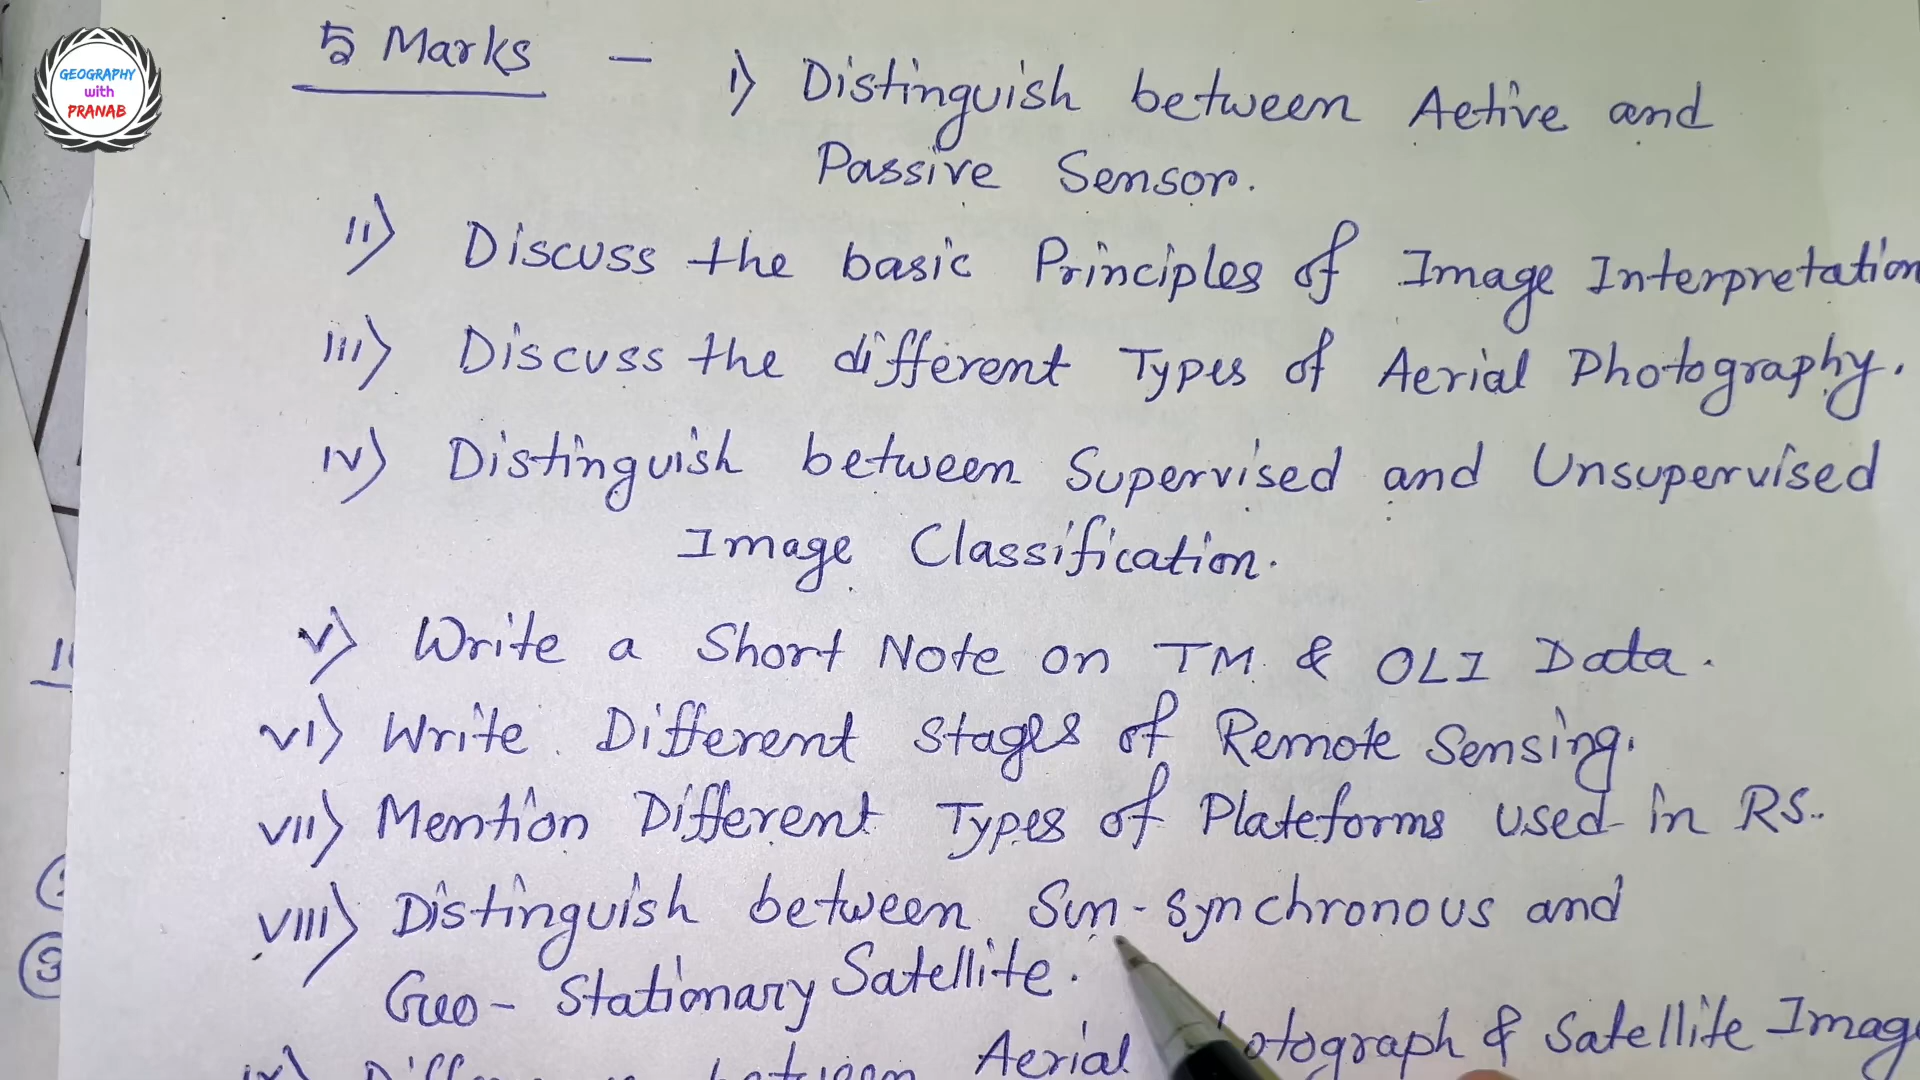 GEOGRAPHY
with
PRANAB
5 Marks - i) Distinguish between Active and
Passive Sensor.
ii) Discuss the basic Principles of Image Interpretation
iii) Discuss the different Types of Aerial Photography.
iv) Distinguish between Supervised and Unsupervised
Image Classification.
v) Write a Short Note on TM & OLI Data.
vi) Write Different Stages of Remote Sensing.
vii) Mention Different Types of Plateforms used in RS.
viii) Distinguish between Sun-synchronous and
Geo-Stationary Satellite.
between Aerial & Satellite Image